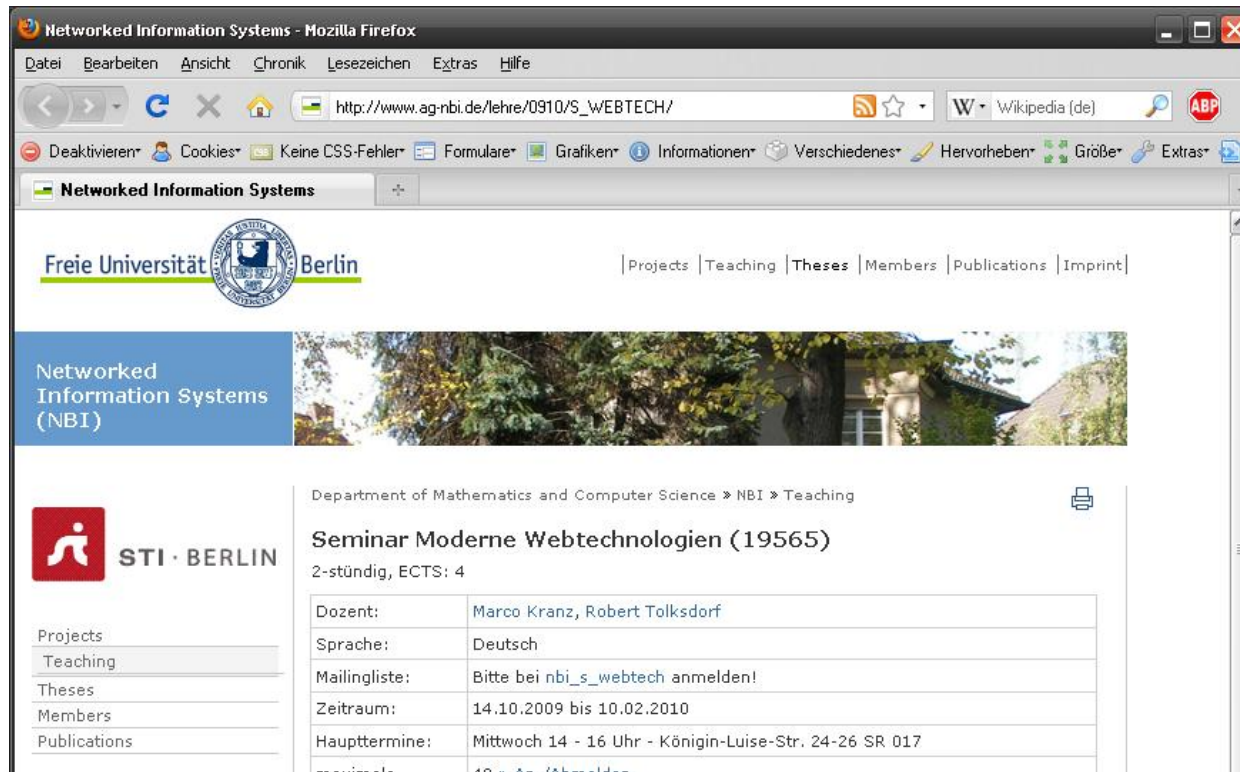 Networked Information Systems - Mozilla Firefox
Datei Bearbeiten Ansicht Chronik Lesezeichen Extras Hilfe
http://www.ag-nbi.de/lehre/0910/S_WEBTECH/ W Wikipedia (de) ABP
Deaktivieren Cookies Keine CSS-Fehler Formulare Grafiken Informationen Verschiedenes Hervorheben Größe Extras
Networked Information Systems
Freie Universität Berlin
|Projects |Teaching |Theses |Members |Publications |Imprint|
Networked
Information Systems
(NBI)
Department of Mathematics and Computer Science » NBI » Teaching
STI · BERLIN
Seminar Moderne Webtechnologien (19565)
2-stündig, ECTS: 4
Dozent: Marco Kranz, Robert Tolksdorf
Projects
Sprache: Deutsch
Teaching
Mailingliste: Bitte bei nbi_s_webtech anmelden!
Theses
Zeitraum: 14.10.2009 bis 10.02.2010
Members
Publications
Haupttermine: Mittwoch 14 - 16 Uhr - Königin-Luise-Str. 24-26 SR 017